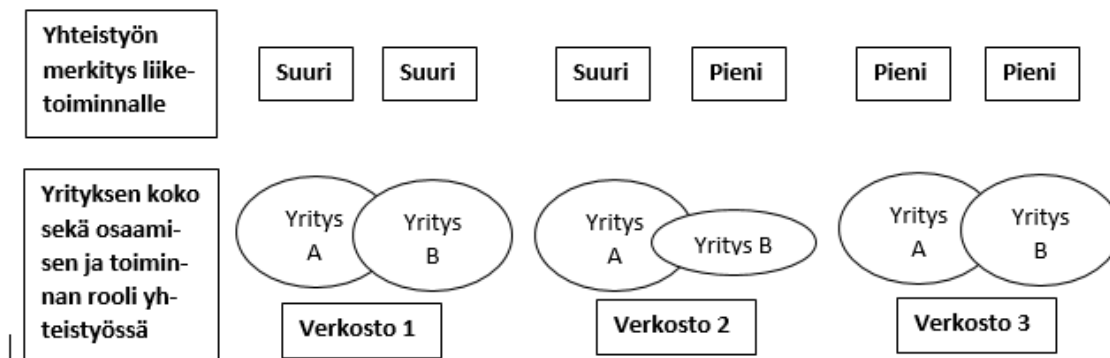 Yhteistyön
merkitys liike-
toiminnalle
Suuri
Suuri
Suuri
Pieni
Pieni
Pieni
Yrityksen koko
sekä osaami-
sen ja toimin-
nan rooli yh-
teistyössä
Yritys
A
Yritys
B
Yritys
A
Yritys B
Yritys
A
Yritys
B
Verkosto 1
Verkosto 2
Verkosto 3